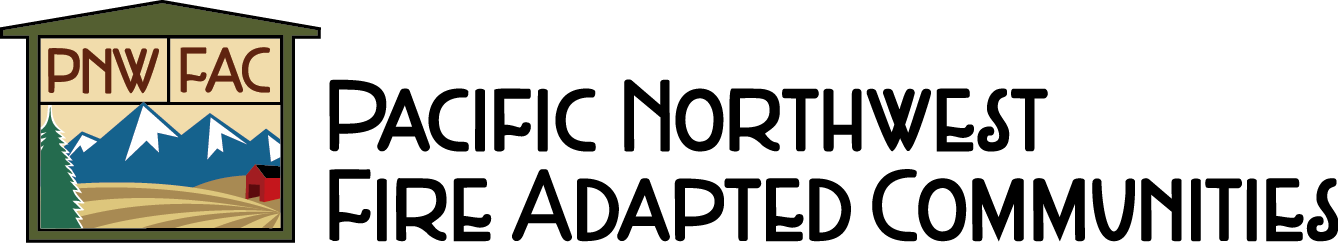 PNW FAC
PACIFIC NORTHWEST
FIRE ADAPTED COMMUNITIES